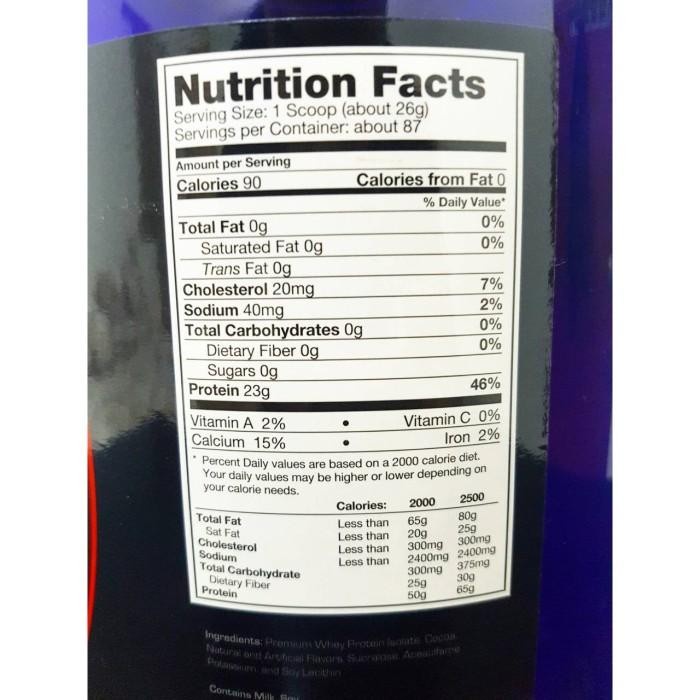 Nutrition Facts
Serving Size: 1 Scoop (about 26g)
Servings per Container: about 87
Amount per Serving
Calories 90 Calories from Fat 0
% Daily Value*
Total Fat 0g 0%
Saturated Fat 0g 0%
Trans Fat 0g
Cholesterol 20mg 7%
Sodium 40mg 2%
Total Carbohydrates 0g 0%
Dietary Fiber 0g 0%
Sugars 0g
Protein 23g 46%
Vitamin A 2% • Vitamin C 0%
Calcium 15% • Iron 2%
* Percent Daily values are based on a 2000 calorie diet.
Your daily values may be higher or lower depending on
your calorie needs.
Calories: 2000 2500
Total Fat Less than 65g 80g
Sat Fat Less than 20g 25g
Cholesterol Less than 300mg 300mg
Sodium Less than 2400mg 2400mg
Total Carbohydrate 300mg 375mg
Dietary Fiber 25g 30g
Protein 50g 65g
Ingredients: Premium Whey Protein Isolate, Cocoa,
Natural and Artificial Flavors, Sucralose, Acesulfame
Potassium, and Soy Lecithin
Contains Milk, Soy